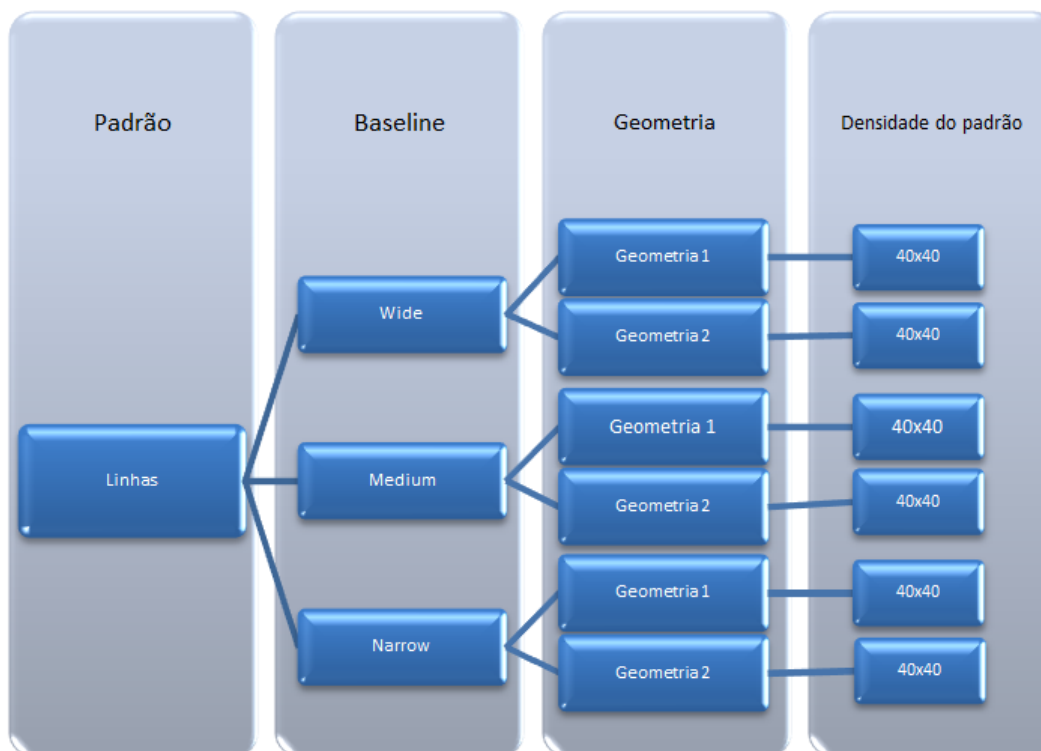 Padrão
Baseline
Geometria
Densidade do padrão
Linhas
Wide
Medium
Narrow
Geometria 1
Geometria 2
Geometria 1
Geometria 2
Geometria 1
Geometria 2
40x40
40x40
40x40
40x40
40x40
40x40